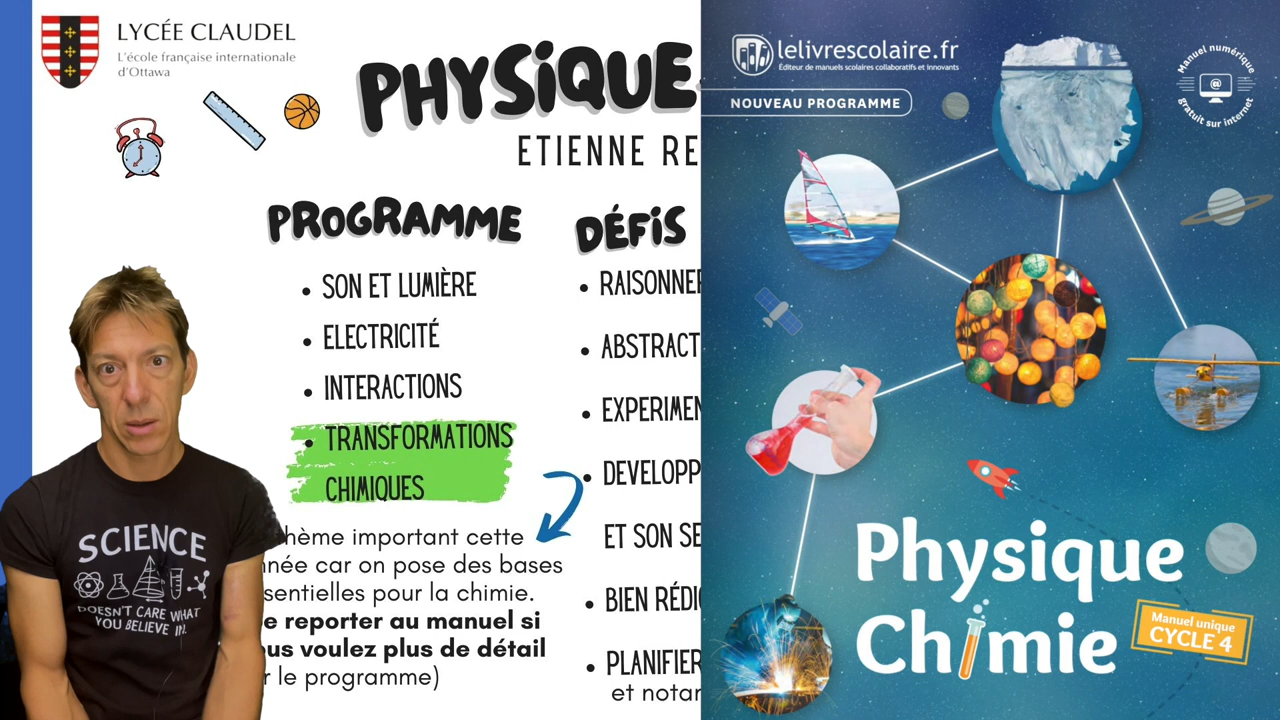 LYCÉE CLAUDEL
L'école française internationale
d'Ottawa
PHYSIQUE
ETIENNE RE
PROGRAMME
SON ET LUMIÈRE
ELECTRICITÉ
INTERACTIONS
TRANSFORMATIONS
CHIMIQUES
hème important cette
nnée car on pose des bases
sentielles pour la chimie.
e reporter au manuel si
ous voulez plus de détail
r le programme)
DÉFIS
RAISONNER
ABSTRACT
EXPERIMEN
DEVELOPP
ET SON SE
BIEN RÉDI
PLANIFIER
et notar
SCIENCE
DOESN'T CARE WHAT
YOU BELIEVE IN.
lelivrescolaire.fr
Éditeur de manuels scolaires collaboratifs et innovants
NOUVEAU PROGRAMME
Manuel numérique
@
gratuit sur internet
Physique
Chimie
Manuel unique
CYCLE 4